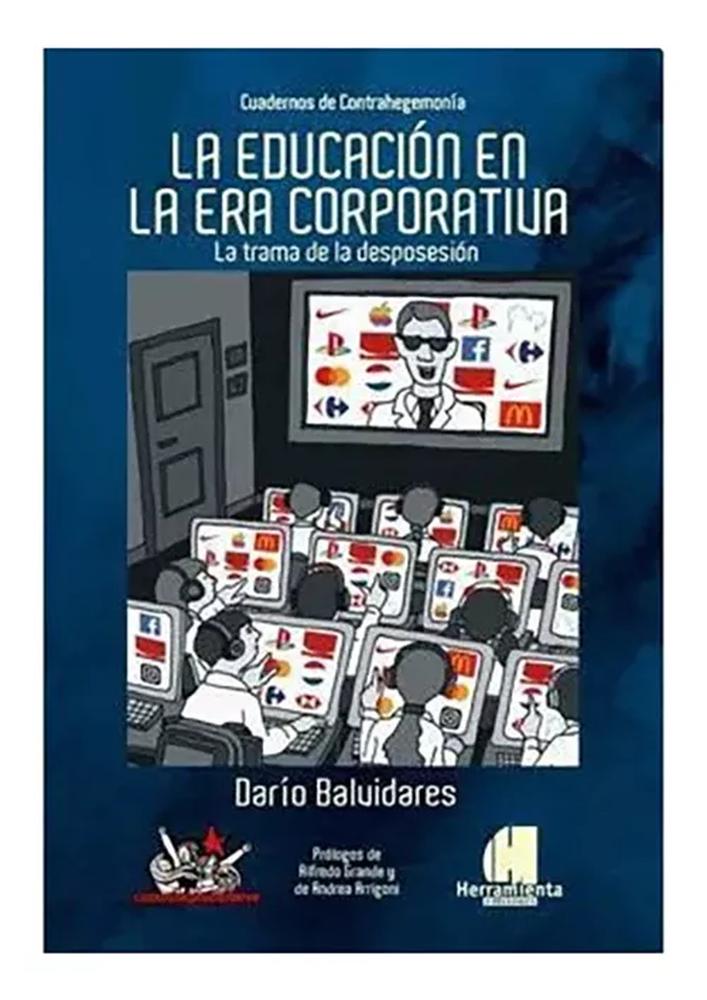 Cuadernos de Contrahegemonía
LA EDUCACIÓN EN
LA ERA CORPORATIVA
La trama de la desposesión
Darío Balvidares
Prólogos de
Alfredo Grande y
de Andrea Arrigoni
Herramienta